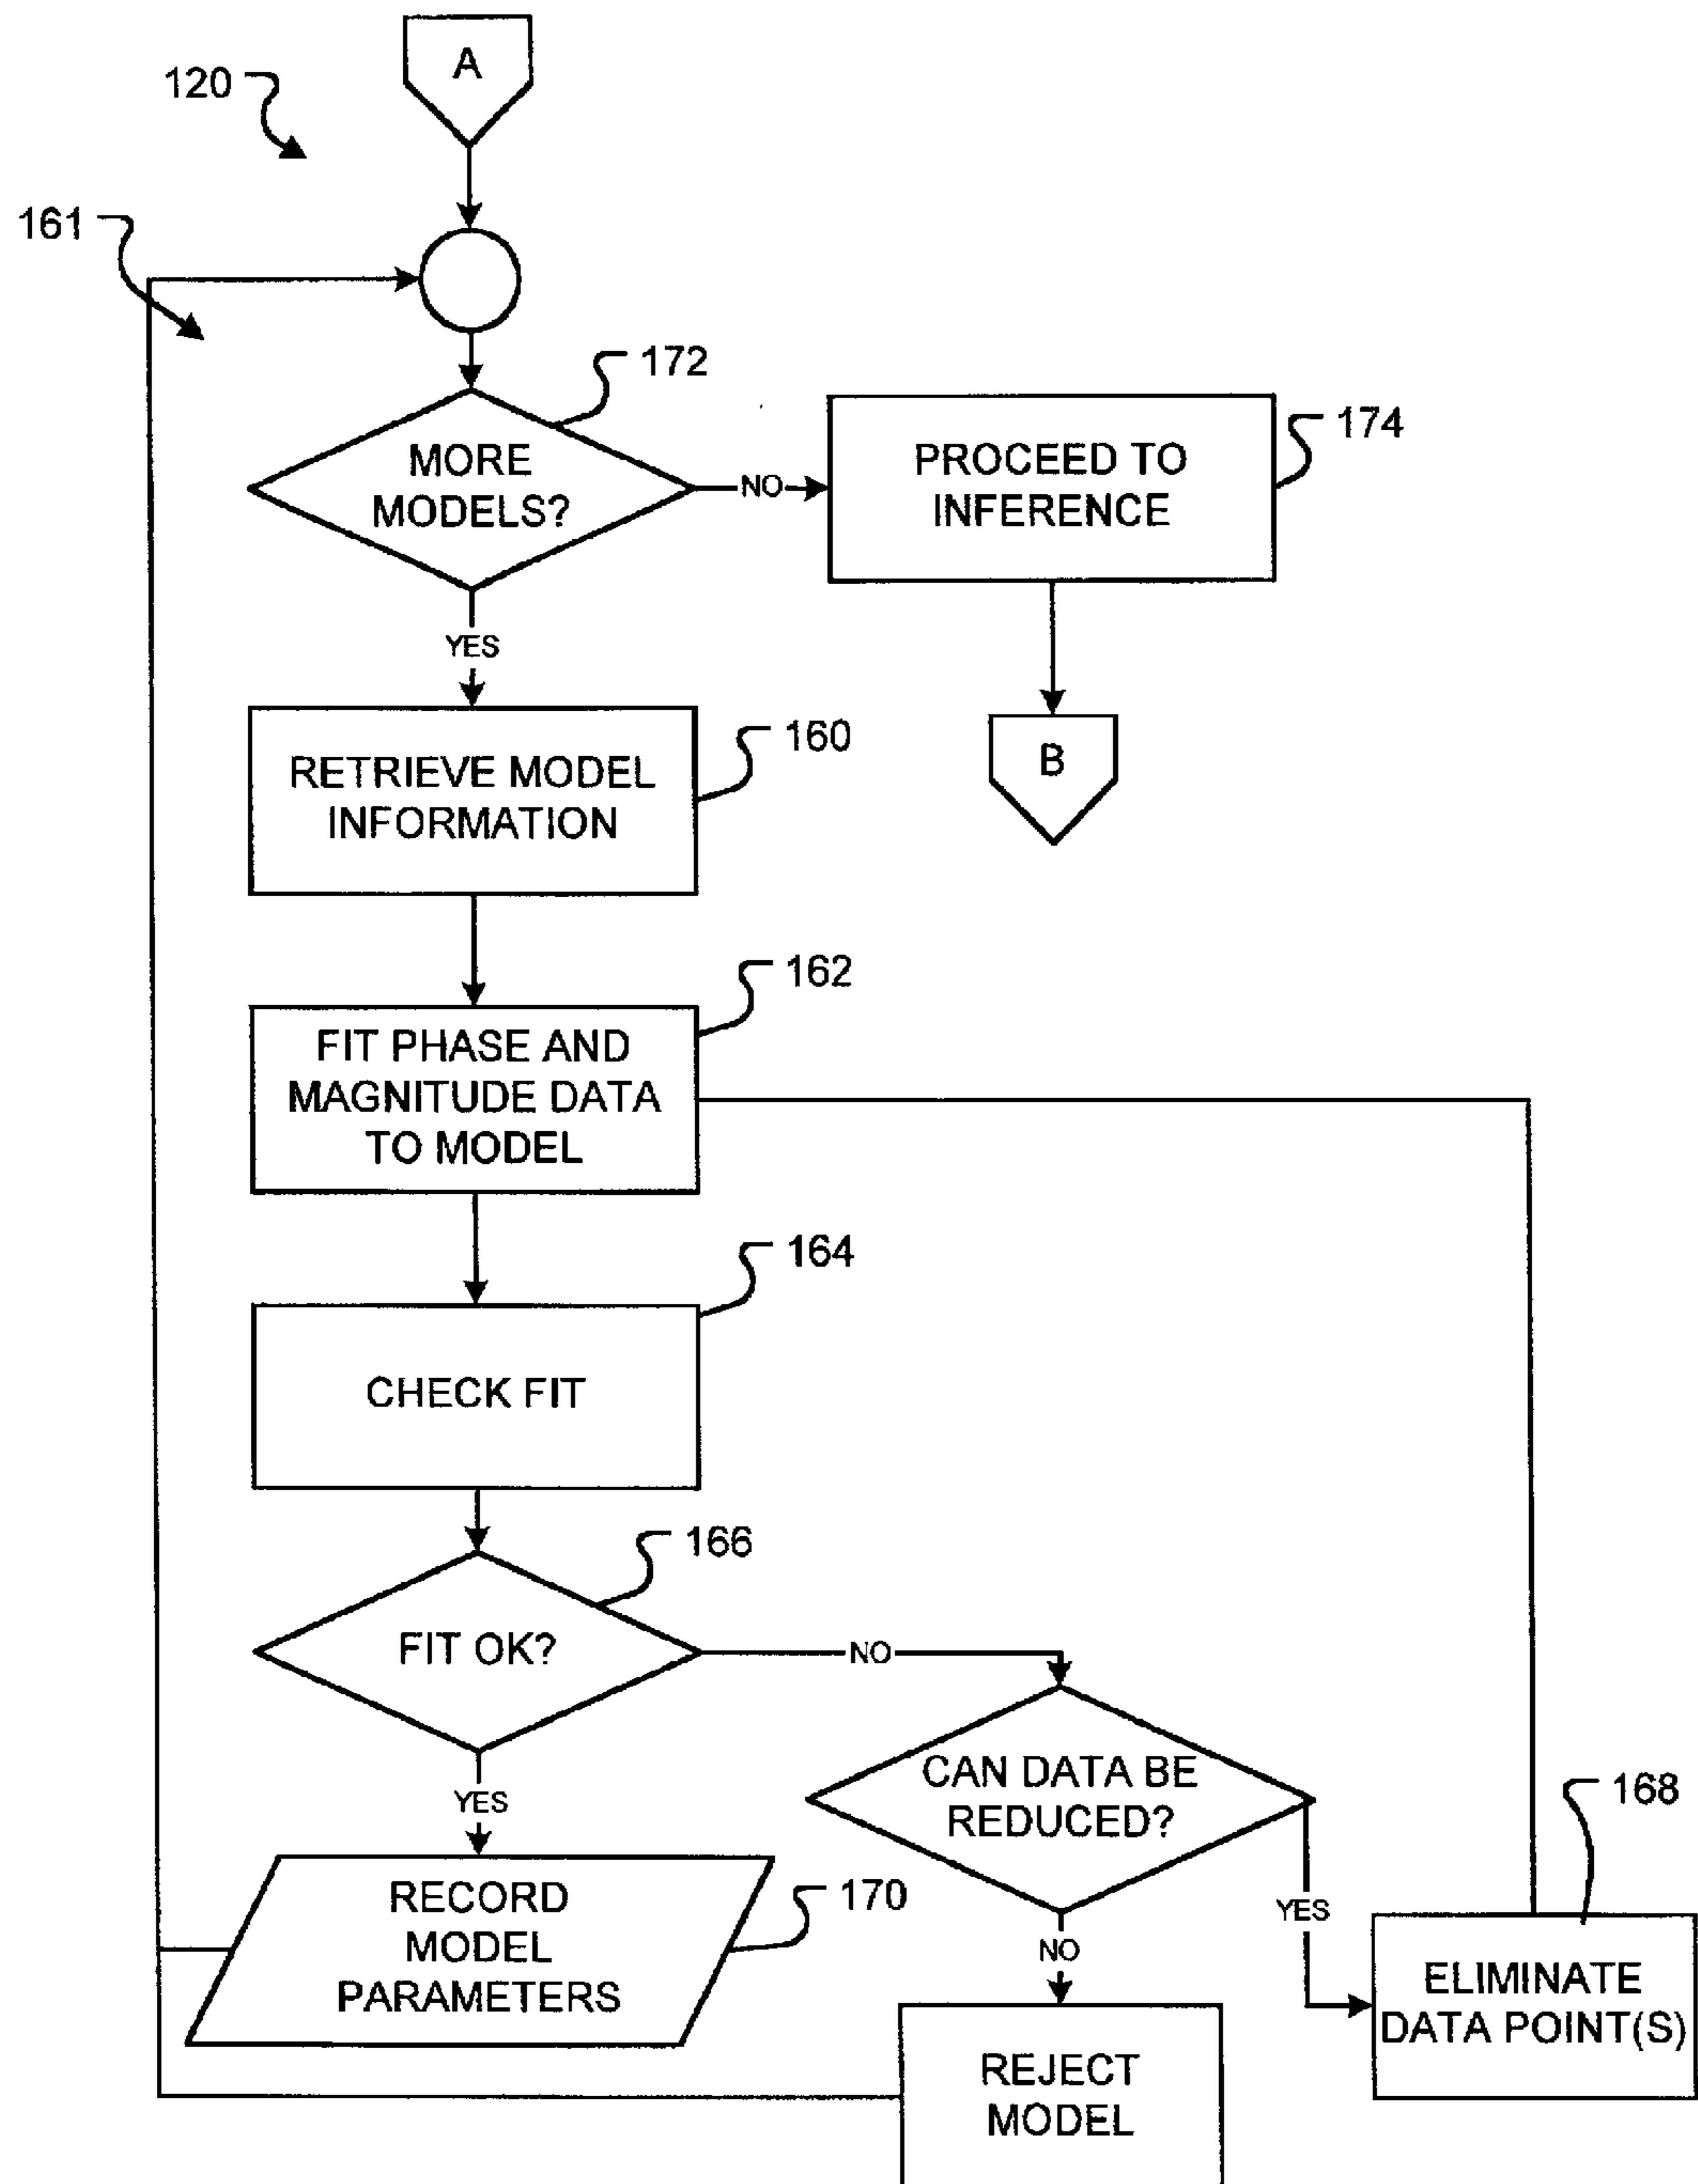 A
120
161
172
MORE
MODELS?
NO
PROCEED TO
INFERENCE
174
YES
B
RETRIEVE MODEL
INFORMATION
160
FIT PHASE AND
MAGNITUDE DATA
TO MODEL
162
CHECK FIT
164
FIT OK?
166
NO
YES
CAN DATA BE
REDUCED?
YES
NO
168
RECORD
MODEL
PARAMETERS
170
ELIMINATE
DATA POINT(S)
REJECT
MODEL